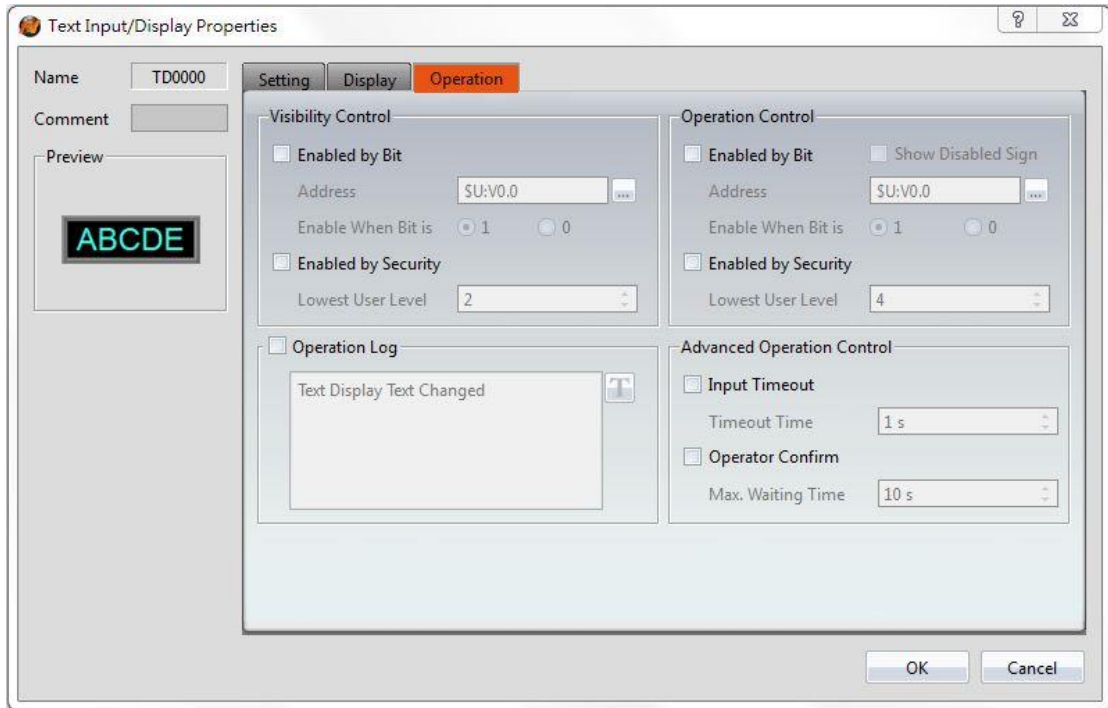 Text Input/Display Properties
Name TD0000
Comment
Preview
ABCDE
Setting Display Operation
Visibility Control
Enabled by Bit
Address $U:V0.0 ...
Enable When Bit is 1 0
Enabled by Security
Lowest User Level 2
Operation Control
Enabled by Bit Show Disabled Sign
Address $U:V0.0 ...
Enable When Bit is 1 0
Enabled by Security
Lowest User Level 4
Operation Log
Text Display Text Changed T
Advanced Operation Control
Input Timeout
Timeout Time 1 s
Operator Confirm
Max. Waiting Time 10 s
OK Cancel